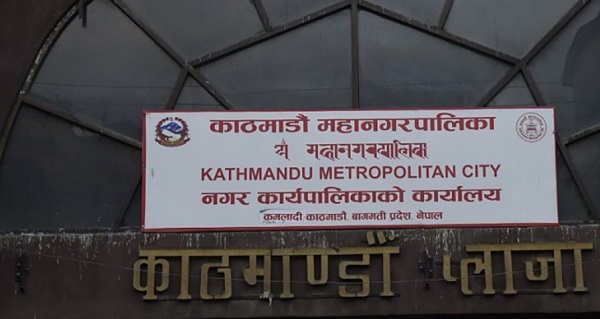 काठमाडौं महानगरपालिका
KATHMANDU METROPOLITAN CITY
नगर कार्यपालिकाको कार्यालय
कमलादी, काठमाडौं, बागमती प्रदेश, नेपाल
काठमाण्डौं प्लाजा